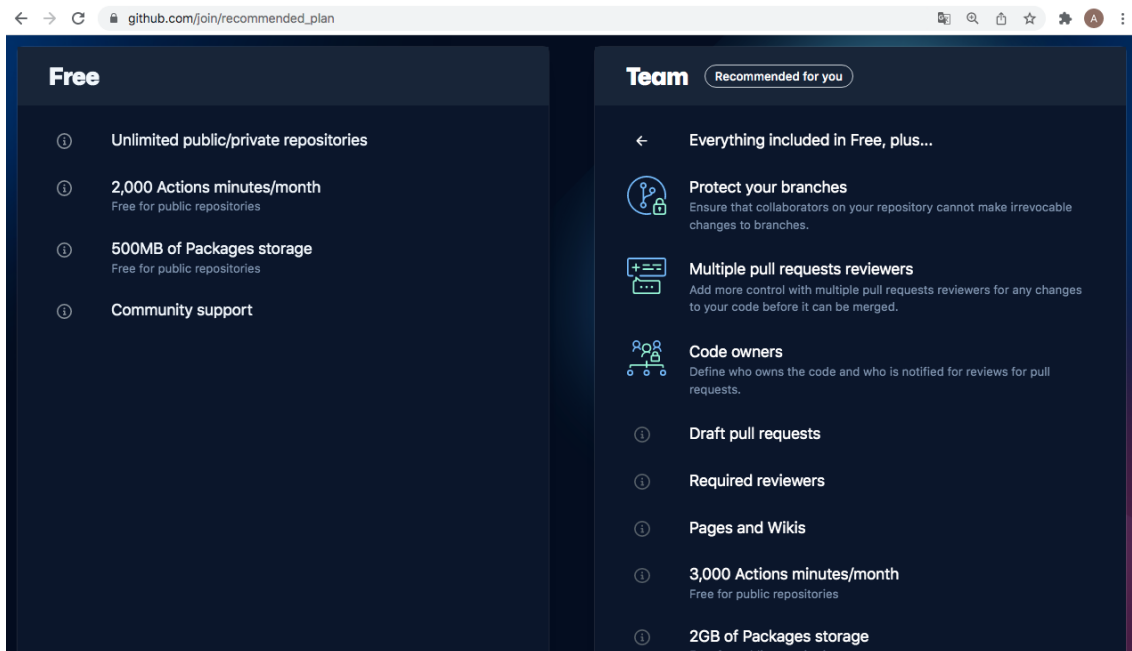 github.com/join/recommended_plan
A
Free
Unlimited public/private repositories
2,000 Actions minutes/month
Free for public repositories
500MB of Packages storage
Free for public repositories
Community support
Team
Recommended for you
Everything included in Free, plus...
Protect your branches
Ensure that collaborators on your repository cannot make irrevocable
changes to branches.
Multiple pull requests reviewers
Add more control with multiple pull requests reviewers for any changes
to your code before it can be merged.
Code owners
Define who owns the code and who is notified for reviews for pull
requests.
Draft pull requests
Required reviewers
Pages and Wikis
3,000 Actions minutes/month
Free for public repositories
2GB of Packages storage